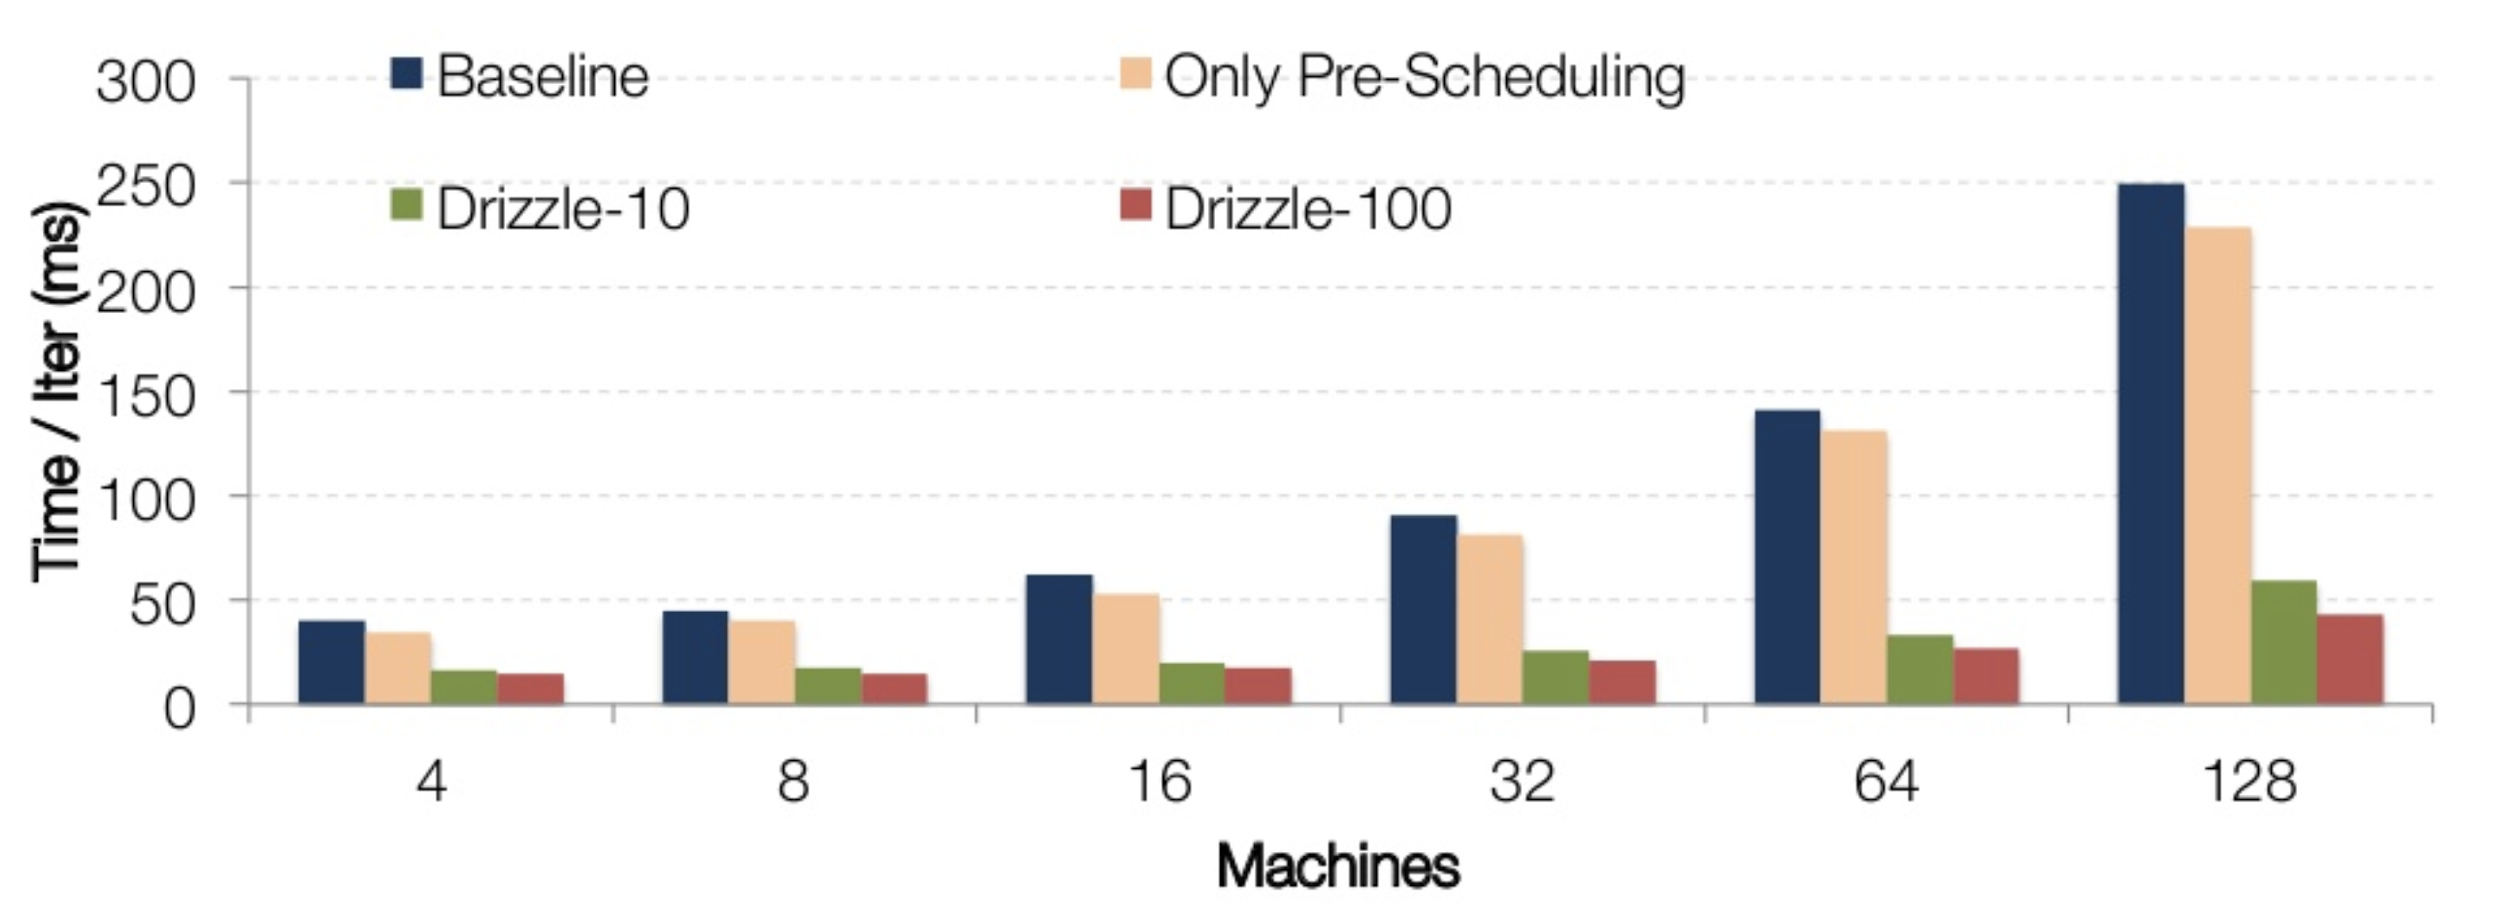 300
250
200
150
100
50
0
Time / Iter (ms)
Baseline
Only Pre-Scheduling
Drizzle-10
Drizzle-100
4 8 16 32 64 128
Machines